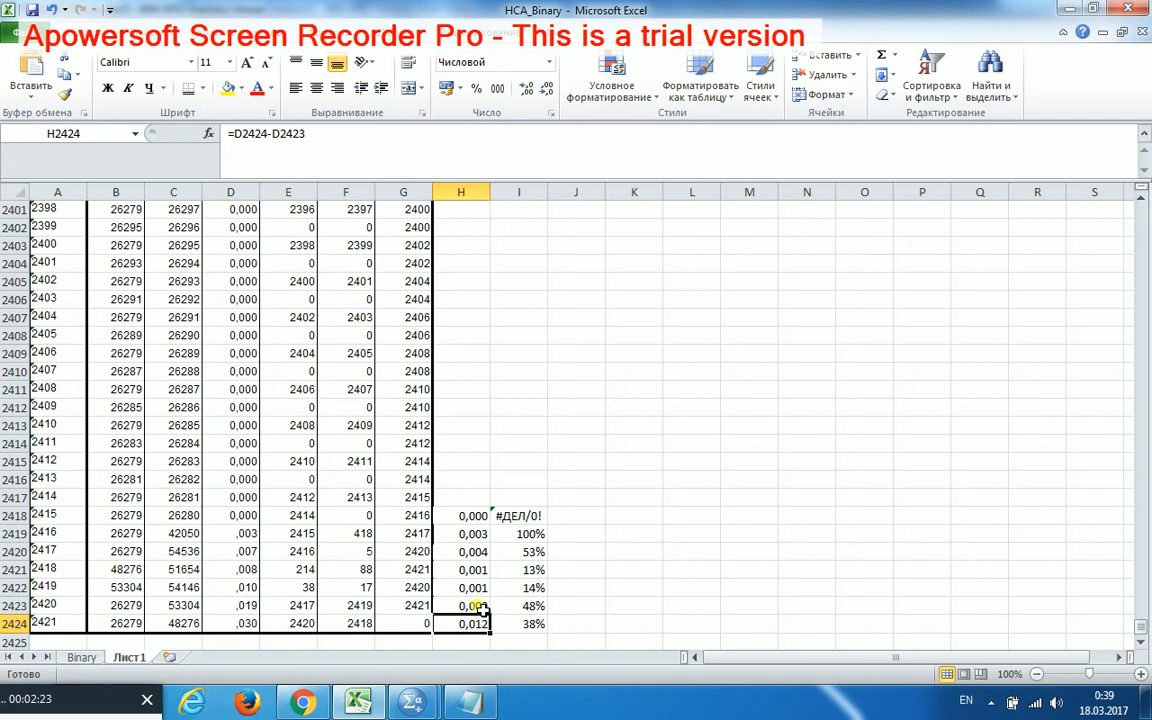 HCA_Binary - Microsoft Excel
Apowersoft Screen Recorder Pro - This is a trial version
Вставить
Calibri 11
Ж К Ч
Числовой
% 000
Условное форматирование
Форматировать как таблицу
Стили ячеек
Вставить
Удалить
Формат
Сортировка и фильтр
Найти и выделить
Буфер обмена Шрифт Выравнивание Число Стили Ячейки Редактирование
H2424 fx =D2424-D2423
A B C D E F G H I J K L M N O P Q R S
2401 2398 26279 26297 0,000 2396 2397 2400
2402 2399 26295 26296 0,000 0 0 2400
2403 2400 26279 26295 0,000 2398 2399 2402
2404 2401 26293 26294 0,000 0 0 2402
2405 2402 26279 26293 0,000 2400 2401 2404
2406 2403 26291 26292 0,000 0 0 2404
2407 2404 26279 26291 0,000 2402 2403 2406
2408 2405 26289 26290 0,000 0 0 2406
2409 2406 26279 26289 0,000 2404 2405 2408
2410 2407 26287 26288 0,000 0 0 2408
2411 2408 26279 26287 0,000 2406 2407 2410
2412 2409 26285 26286 0,000 0 0 2410
2413 2410 26279 26285 0,000 2408 2409 2412
2414 2411 26283 26284 0,000 0 0 2412
2415 2412 26279 26283 0,000 2410 2411 2414
2416 2413 26281 26282 0,000 0 0 2414
2417 2414 26279 26281 0,000 2412 2413 2415
2418 2415 26279 26280 0,000 2414 0 2416 0,000 #ДЕЛ/0!
2419 2416 26279 42050 ,003 2415 418 2417 0,003 100%
2420 2417 26279 54536 ,007 2416 5 2420 0,004 53%
2421 2418 48276 51654 ,008 214 88 2421 0,001 13%
2422 2419 53304 54146 ,010 38 17 2420 0,001 14%
2423 2420 26279 53304 ,019 2417 2419 2421 48%
2424 2421 26279 48276 ,030 2420 2418 0 0,012 38%
2425
Binary Лист1
Готово 100%
.. 00:02:23
EN 0:39
18.03.2017